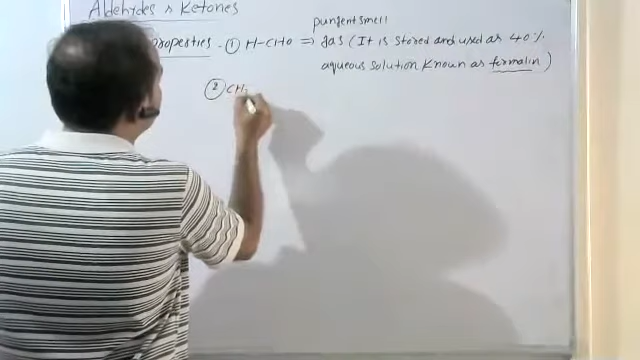 Aldehydes & Ketones
pungent smell
properties - ① H-CHO ⇒ gas (It is stored and used as 40%
aqueous solution known as formalin)
② CH₃